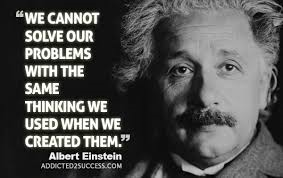 “WE CANNOT
SOLVE OUR
PROBLEMS
WITH THE
SAME
THINKING WE
USED WHEN WE
CREATED THEM.”
Albert Einstein
ADDICTED2SUCCESS.COM